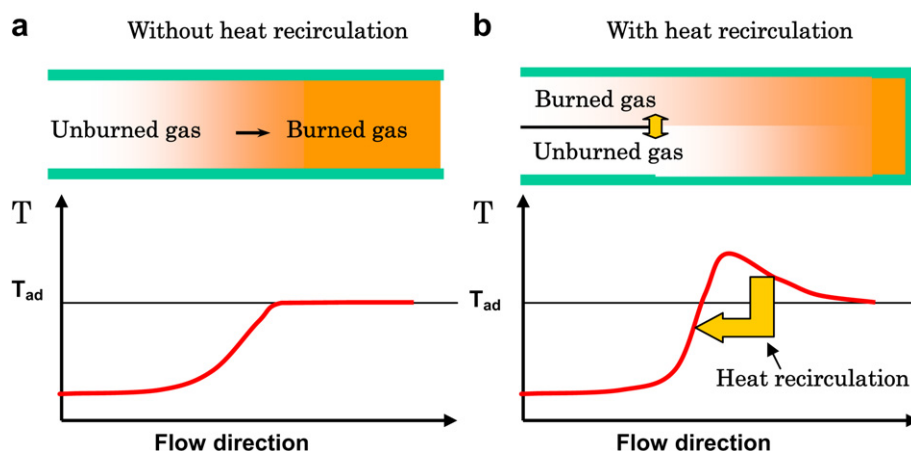 a
Without heat recirculation
Unburned gas
Burned gas
T
Tad
Flow direction
b
With heat recirculation
Burned gas
Unburned gas
T
Tad
Heat recirculation
Flow direction